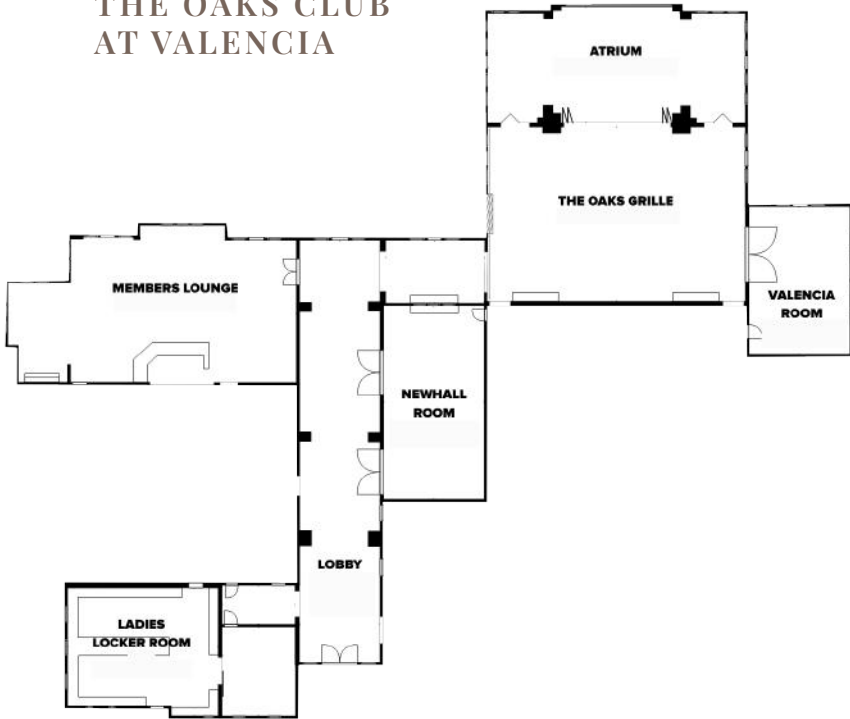 THE OAKS CLUB
AT VALENCIA
ATRIUM
THE OAKS GRILLE
MEMBERS LOUNGE
VALENCIA
ROOM
NEWHALL
ROOM
LOBBY
LADIES
LOCKER ROOM